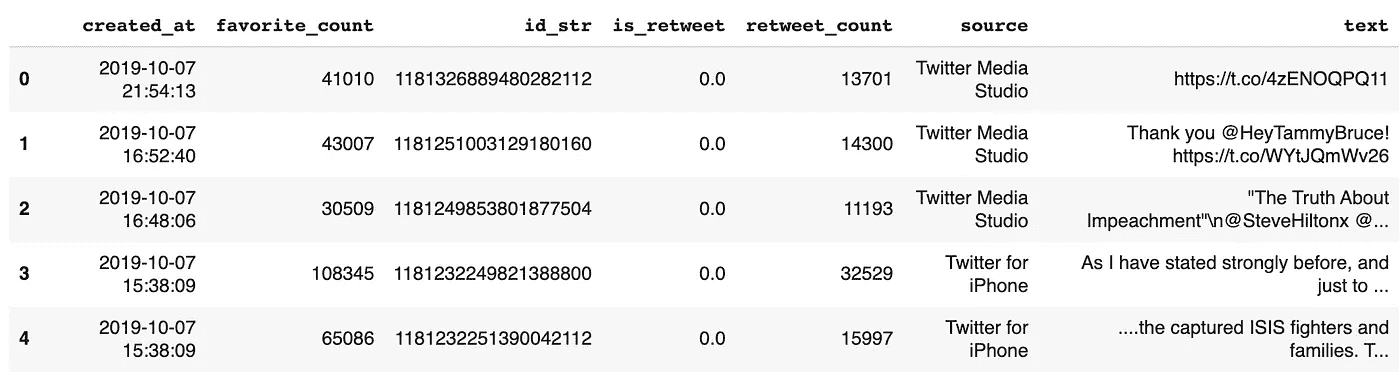 created_at favorite_count id_str is_retweet retweet_count source text
0 2019-10-07 21:54:13 41010 1181326889480282112 0.0 13701 Twitter Media Studio https://t.co/4zENOQPQ11
1 2019-10-07 16:52:40 43007 1181251003129180160 0.0 14300 Twitter Media Studio Thank you @HeyTammyBruce! https://t.co/WYtJQmWv26
2 2019-10-07 16:48:06 30509 1181249853801877504 0.0 11193 Twitter Media Studio "The Truth About Impeachment"\n@SteveHiltonx @...
3 2019-10-07 15:38:09 108345 1181232249821388800 0.0 32529 Twitter for iPhone As I have stated strongly before, and just to ...
4 2019-10-07 15:38:09 65086 1181232251390042112 0.0 15997 Twitter for iPhone ....the captured ISIS fighters and families. T...